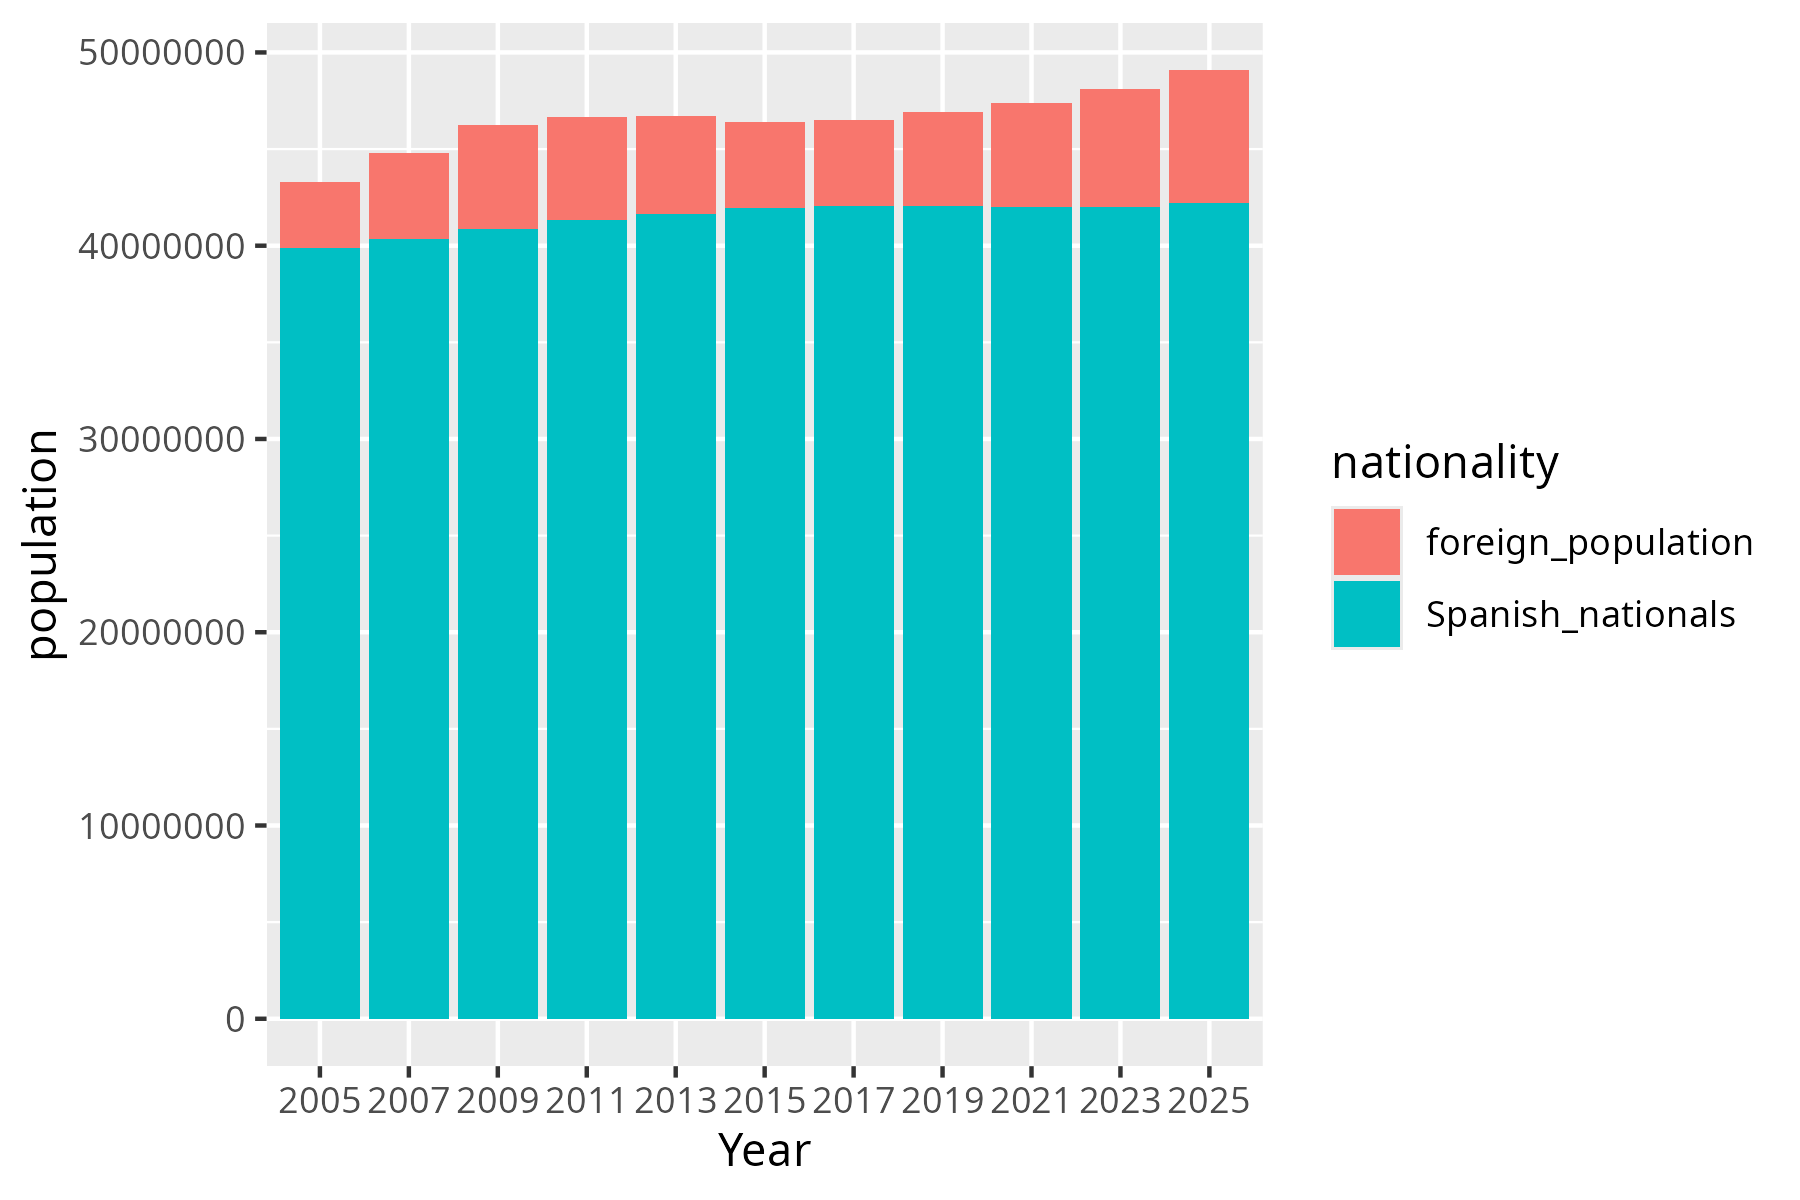 50000000
40000000
30000000
20000000
10000000
0
population
2005 2007 2009 2011 2013 2015 2017 2019 2021 2023 2025
Year
nationality
foreign_population
Spanish_nationals